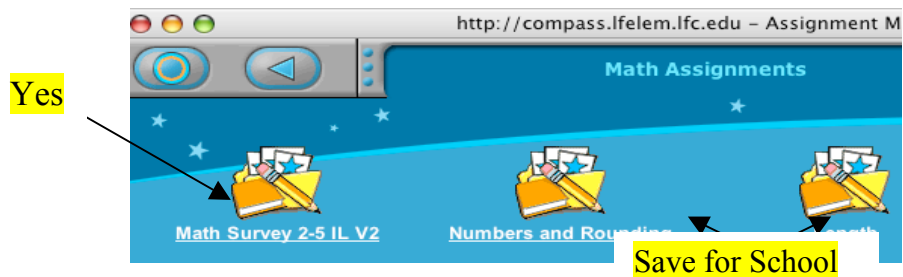 http://compass.lfelem.lfc.edu – Assignment M
Math Assignments
Yes
Math Survey 2-5 IL V2
Numbers and Rounding
Length
Save for School